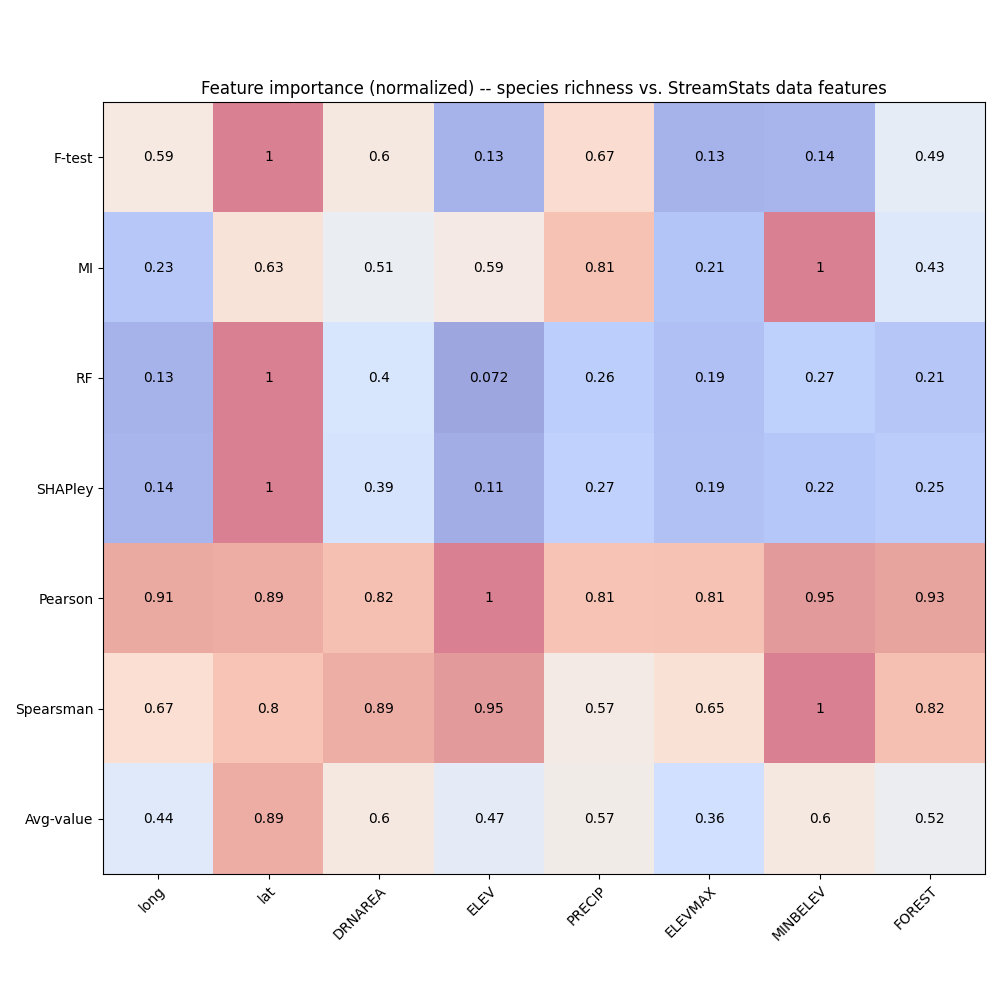 Feature importance (normalized) -- species richness vs. StreamStats data features
F-test 0.59 1 0.6 0.13 0.67 0.13 0.14 0.49
MI 0.23 0.63 0.51 0.59 0.81 0.21 1 0.43
RF 0.13 1 0.4 0.072 0.26 0.19 0.27 0.21
SHAPley 0.14 1 0.39 0.11 0.27 0.19 0.22 0.25
Pearson 0.91 0.89 0.82 1 0.81 0.81 0.95 0.93
Spearsman 0.67 0.8 0.89 0.95 0.57 0.65 1 0.82
Avg-value 0.44 0.89 0.6 0.47 0.57 0.36 0.6 0.52
long lat DRNAREA ELEV PRECIP ELEVMAX MINBELEV FOREST